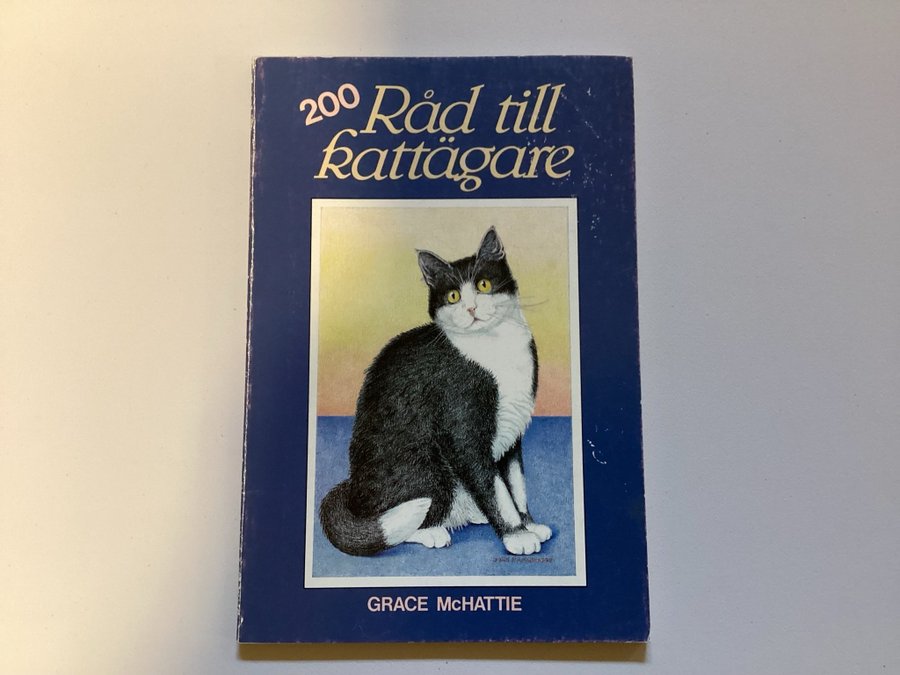 200 Råd till
kattägare
GRACE McHATTIE